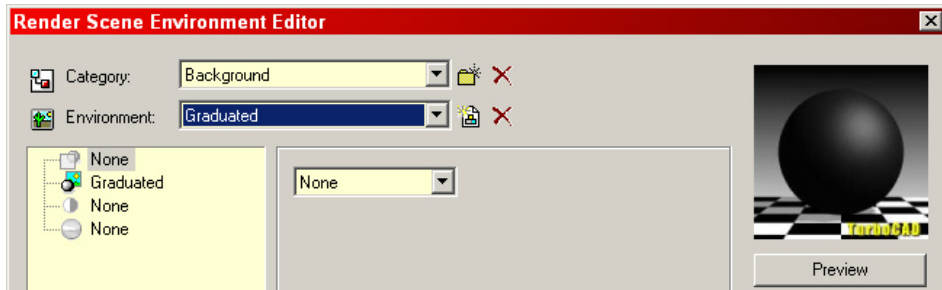 Render Scene Environment Editor
Category: Background
Environment: Graduated
None
Graduated
None
None
None
TurboCAD
Preview